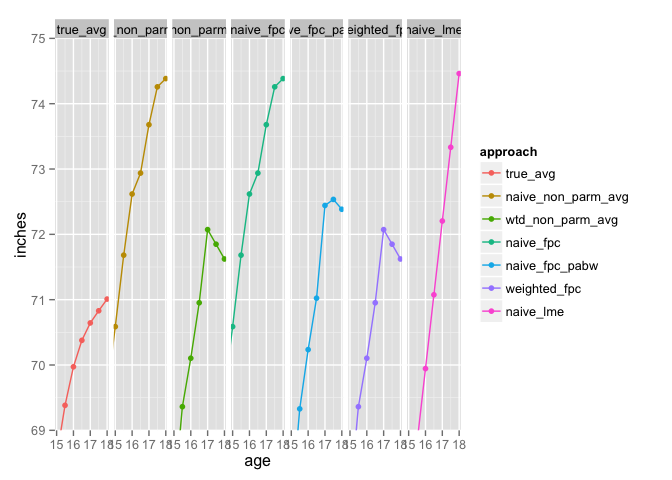 true_avg
_non_parm
non_parm
naive_fpc
ve_fpc_pa
eighted_fp
naive_lme
75
74
73
72
71
70
69
inches
15 16 17 18
15 16 17 18
15 16 17 18
15 16 17 18
15 16 17 18
15 16 17 18
15 16 17 18
age
approach
true_avg
naive_non_parm_avg
wtd_non_parm_avg
naive_fpc
naive_fpc_pabw
weighted_fpc
naive_lme